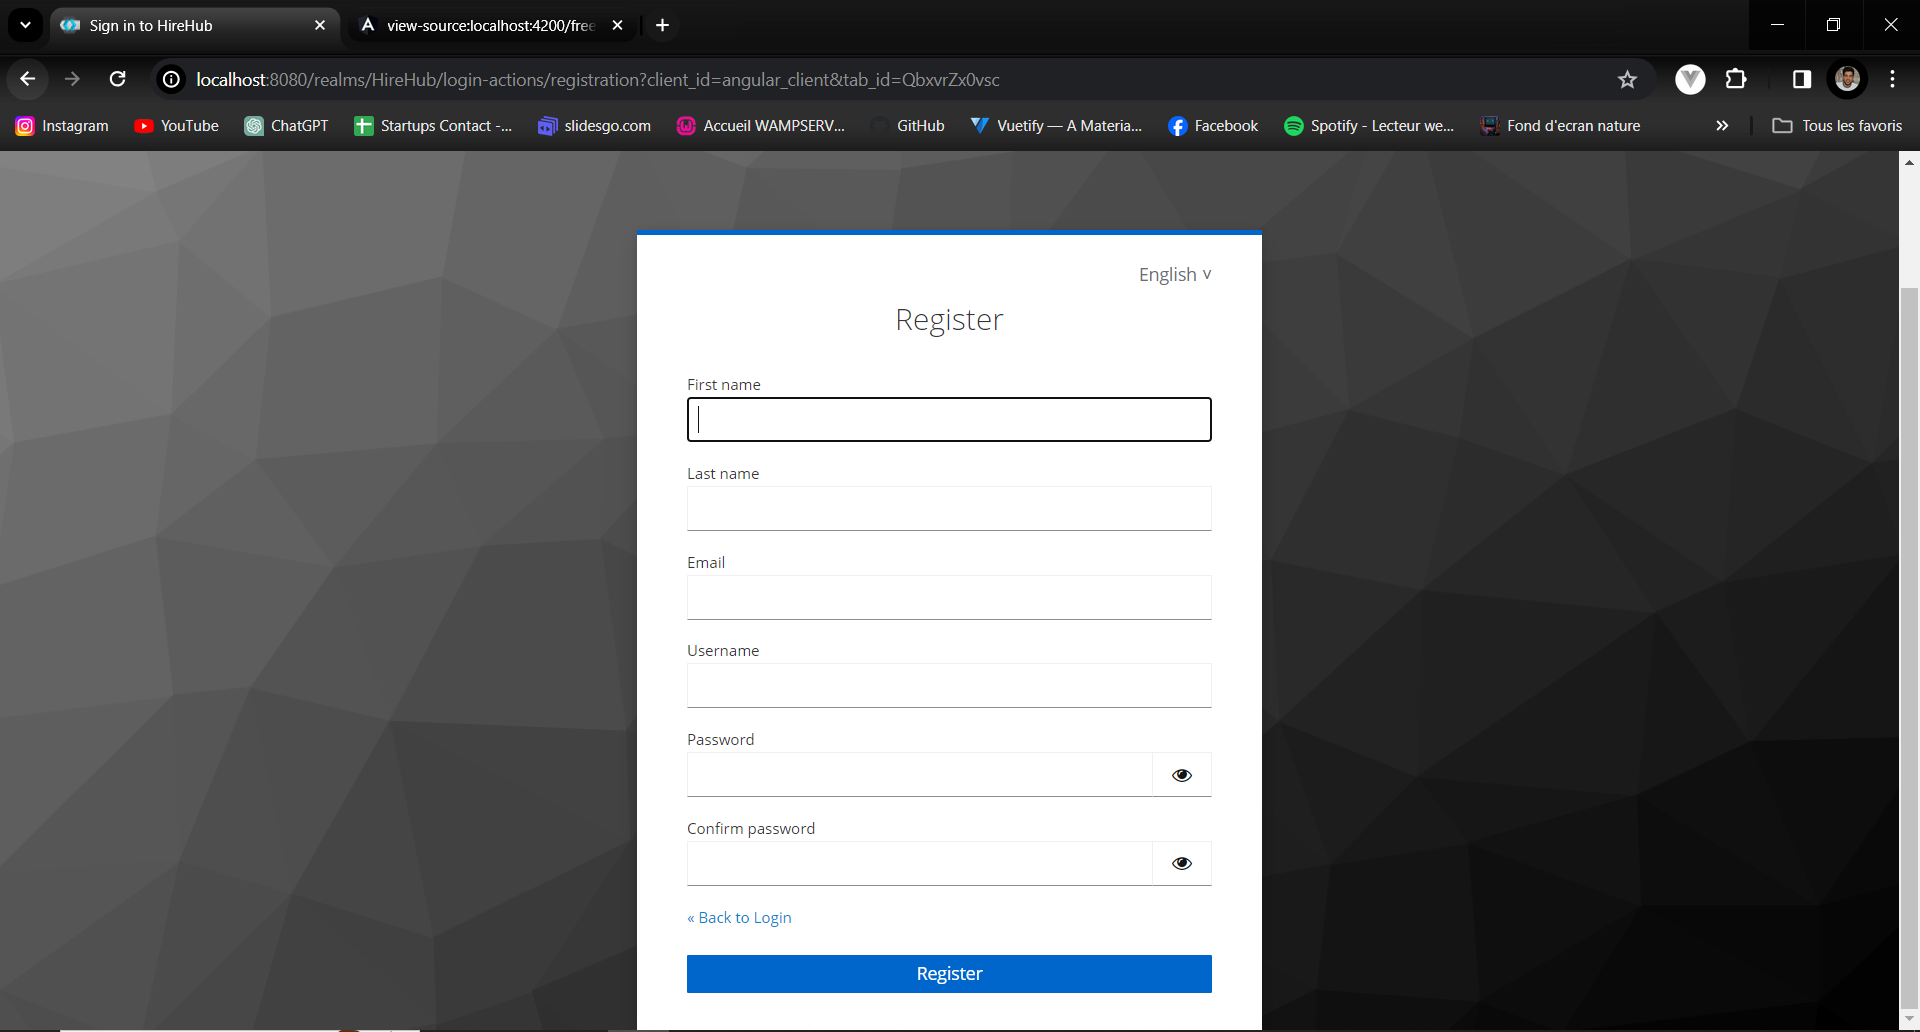 Sign in to HireHub
view-source:localhost:4200/free
localhost:8080/realms/HireHub/login-actions/registration?client_id=angular_client&tab_id=QbxvrZx0vsc
Instagram YouTube ChatGPT Startups Contact -... slidesgo.com Accueil WAMPSERV... GitHub Vuetify — A Materia... Facebook Spotify - Lecteur we... Fond d'ecran nature » Tous les favoris
English
Register
First name
Last name
Email
Username
Password
Confirm password
« Back to Login
Register